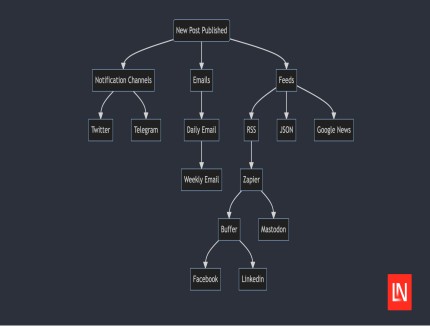 New Post Published
Notification Channels
Emails
Feeds
Twitter
Telegram
Daily Email
RSS
JSON
Google News
Weekly Email
Zapier
Buffer
Mastodon
Facebook
LinkedIn
LN